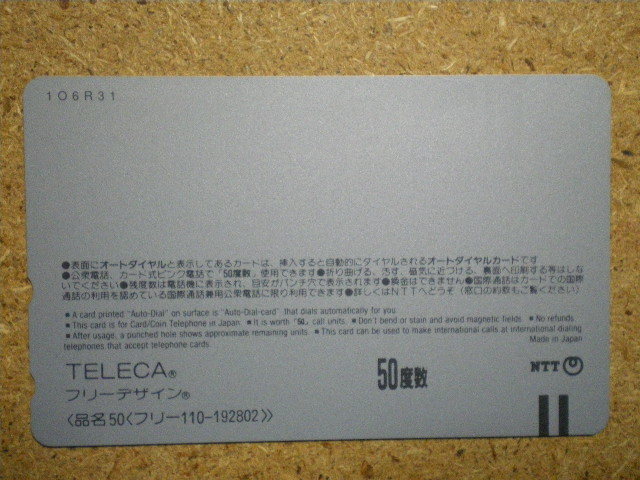 106R31
●表面にオートダイヤルと表示してあるカードは、挿入すると自動的にダイヤルされるオートダイヤルカードです
●公衆電話、カード式ピンク電話で「50度数」使用できます●折り曲げる、汚す、磁気に近づける、裏面へ印刷する等はしな
いでください●残度数は電話機に表示され、目安がパンチ穴で表示されます●換金はできません●国際通話はカードでの国際
通話の利用を認めている国際通話兼用公衆電話に限り利用できます●詳しくはNTTへどうぞ(窓口の約款もご覧ください)
■ A card printed "Auto-Dial" on surface is "Auto-Dial-card" that dials automatically for you.
■ This card is for Card/Coin Telephone in Japan. ■ It is worth "50" call units. ■ Don't bend or stain and avoid magnetic fields. ■ No refunds
■ After usage, a punched hole shows approximate remaining units. ■ This card can be used to make international calls at international dialing
telephones that accept telephone cards. Made in Japan
TELECA®
フリーデザイン®
50度数
NTT
〈品名50〈フリー110-192802〉〉